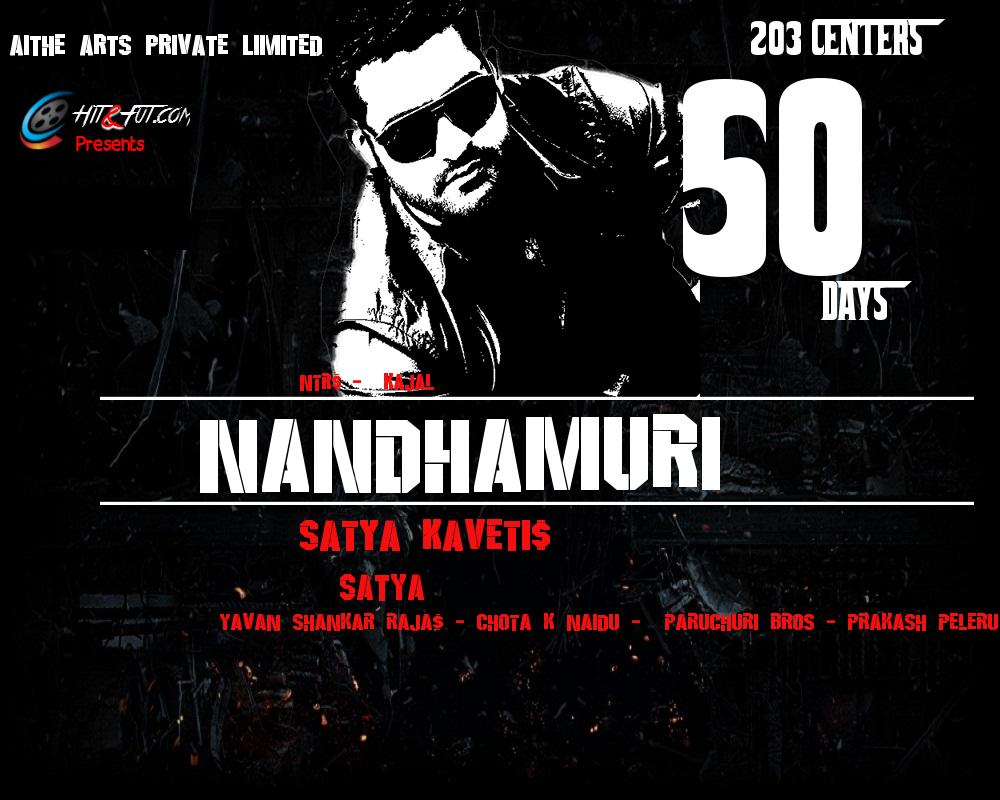 AITHE ARTS PRIVATE LIIMITED
203 CENTERS
HIT&FUT.COM
Presents
50
DAYS
NTR$ - KAJAL
NANDHAMURI
SATYA KAVETI$
SATYA
YAVAN SHANKAR RAJA$ - CHOTA K NAIDU - PARUCHURI BROS - PRAKASH PELERU